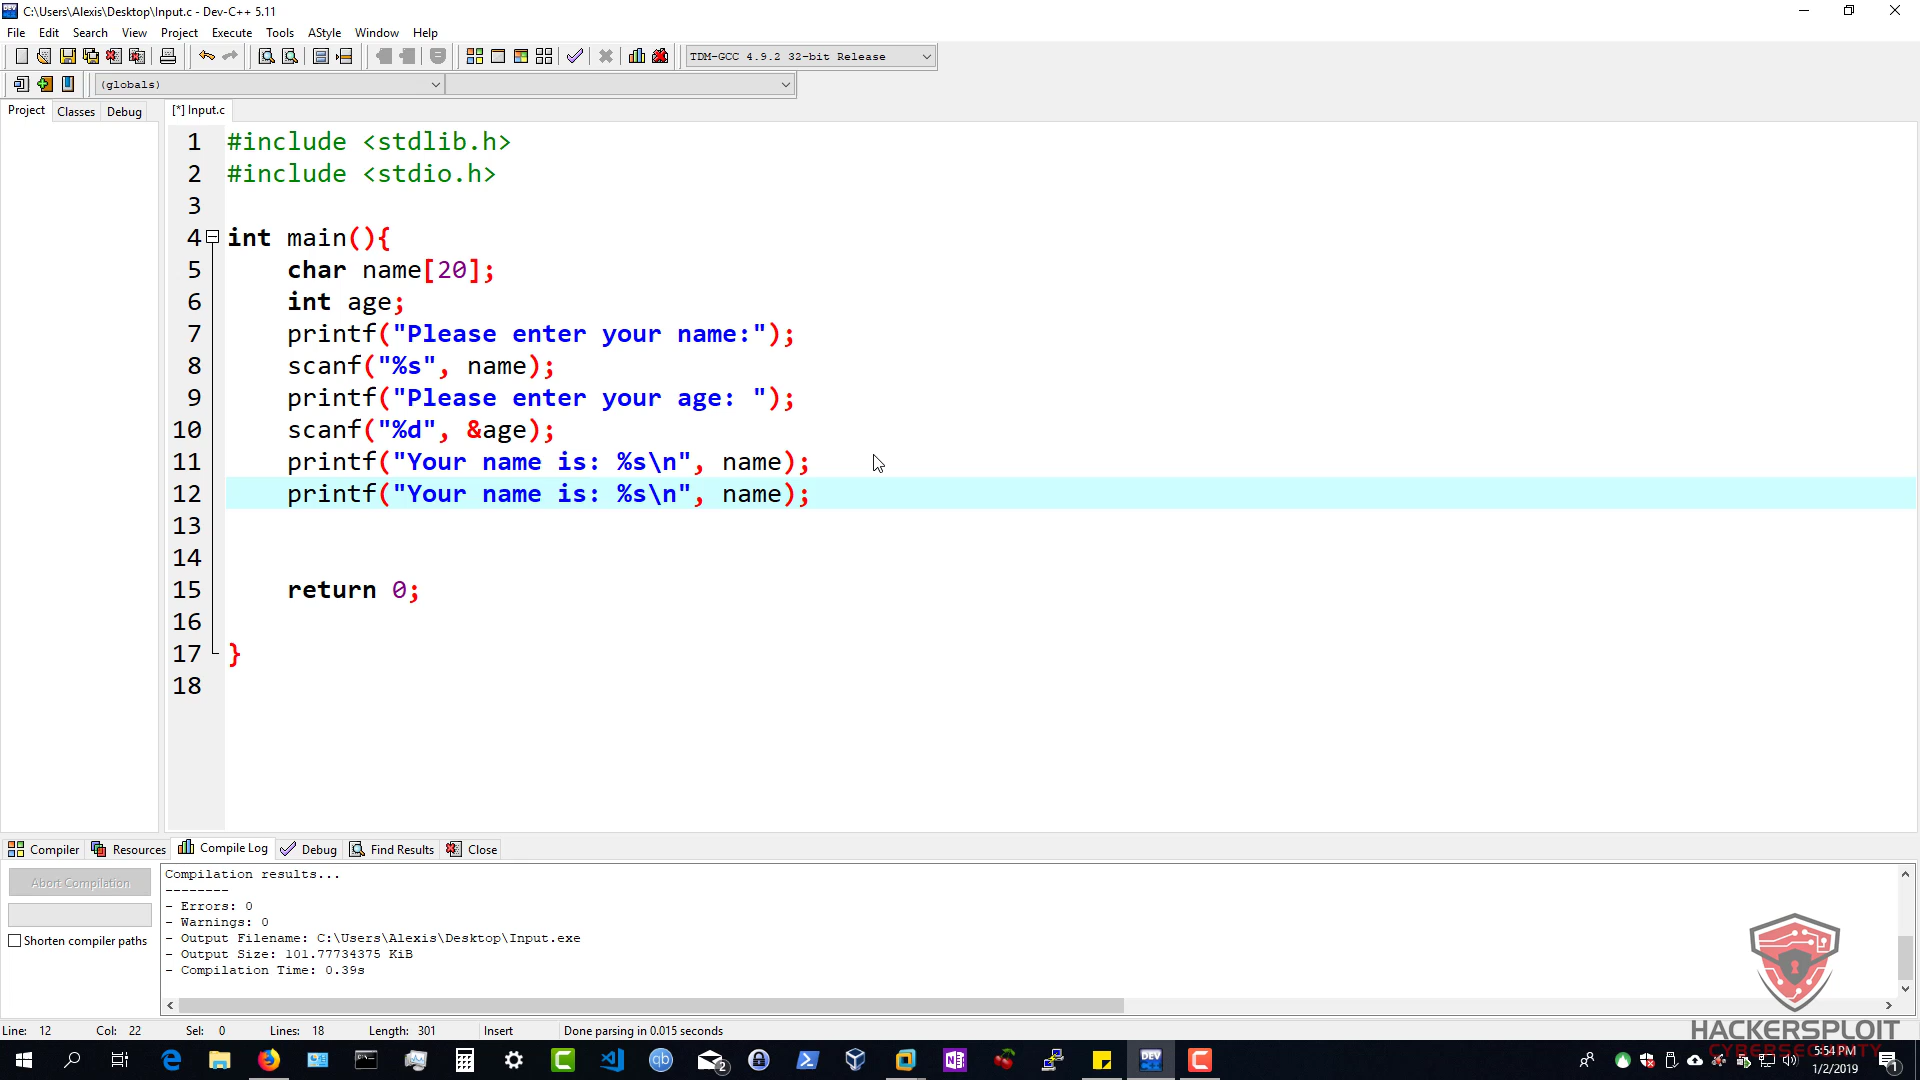 C:\Users\Alexis\Desktop\Input.c - Dev-C++ 5.11
File Edit Search View Project Execute Tools AStyle Window Help
TDM-GCC 4.9.2 32-bit Release
(globals)
Project Classes Debug [*] Input.c
1 #include <stdlib.h>
2 #include <stdio.h>
3
4 int main(){
5 char name[20];
6 int age;
7 printf("Please enter your name:");
8 scanf("%s", name);
9 printf("Please enter your age: ");
10 scanf("%d", &age);
11 printf("Your name is: %s\n", name);
12 printf("Your name is: %s\n", name);
13
14
15 return 0;
16
17 }
18
Compiler Resources Compile Log Debug Find Results Close
Abort Compilation
Shorten compiler paths
Compilation results...
--------
- Errors: 0
- Warnings: 0
- Output Filename: C:\Users\Alexis\Desktop\Input.exe
- Output Size: 101.77734375 KiB
- Compilation Time: 0.39s
Line: 12 Col: 22 Sel: 0 Lines: 18 Length: 301 Insert Done parsing in 0.015 seconds
HACKERSPLOIT
CYBERSECURITY
qb 2 DEV 5:54 PM
1/2/2019 1